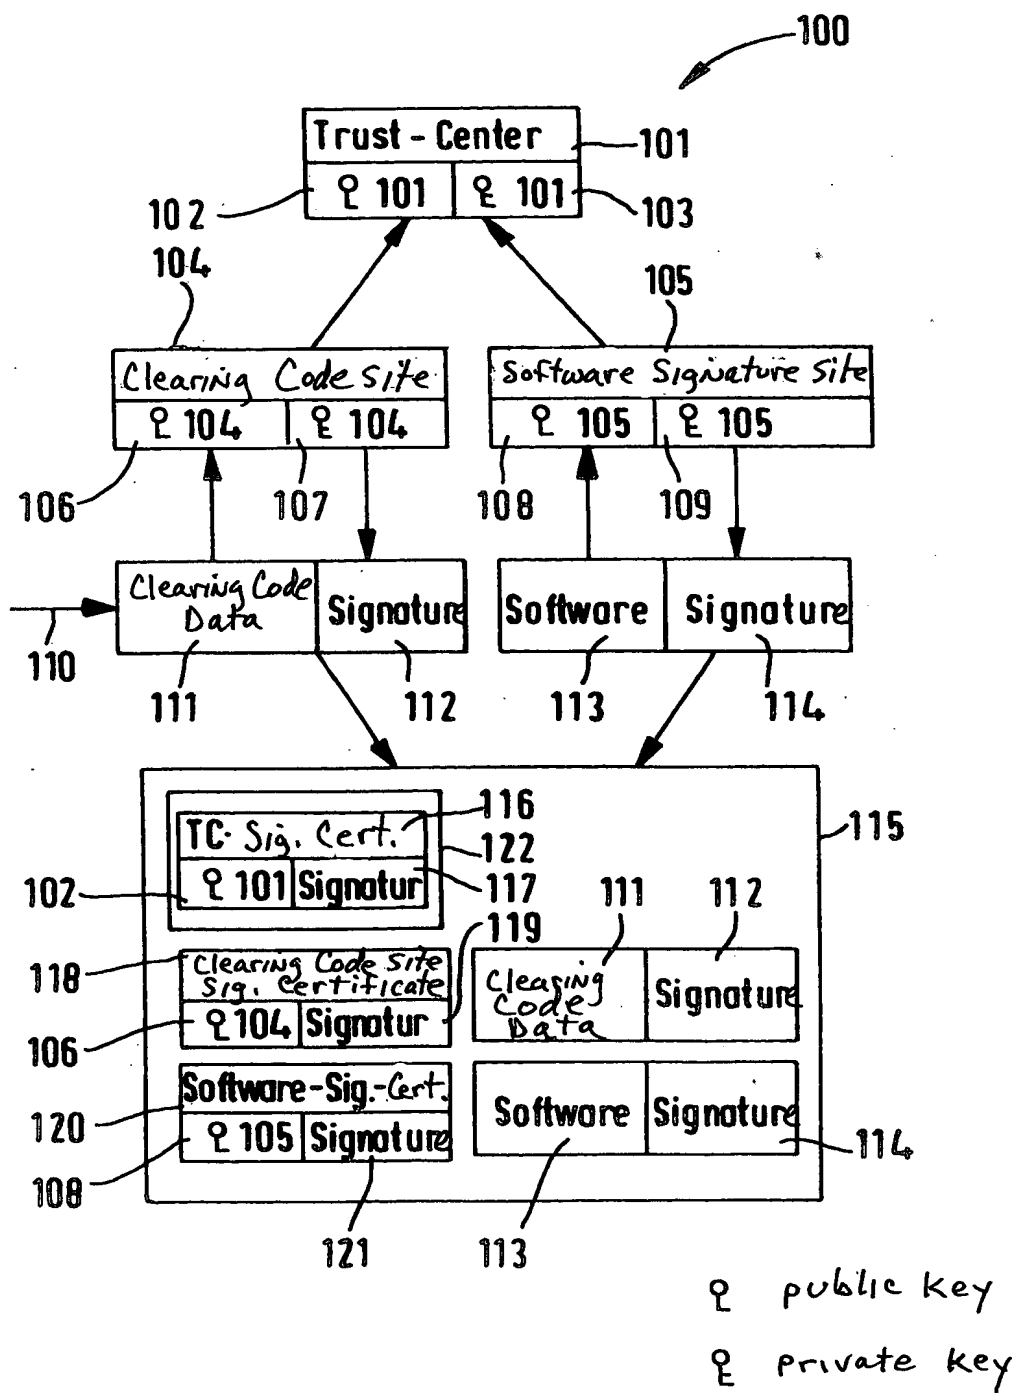 100
Trust-Center
101
101
101
102
103
104
105
Clearing Code Site
Software Signature Site
104
104
105
105
106
107
108
109
Clearing Code
Data
Signature
Software
Signature
110
111
112
113
114
116
TC- Sig. Cert.
115
122
101
Signatur
102
117
111
112
119
118
Clearing Code Site
Sig. Certificate
104
Signatur
Clearing
Code
Data
Signature
106
Software-Sig.-Cert.
120
105
Signature
Software
Signature
108
114
121
113
public key
private key